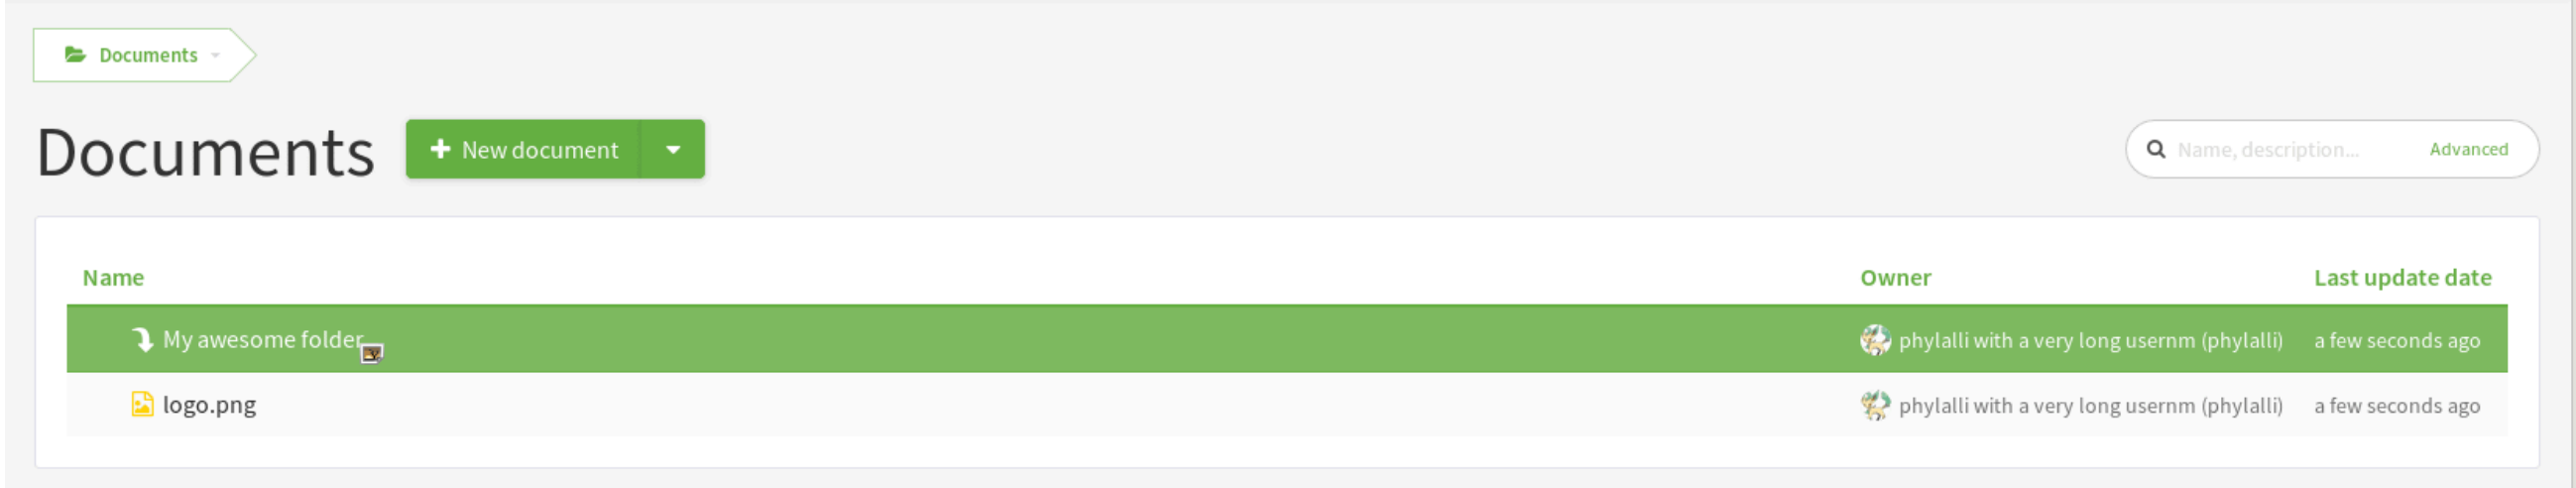 Documents
Documents
New document
Name, description...
Advanced
Name Owner Last update date
My awesome folder phylalli with a very long usernm (phylalli) a few seconds ago
logo.png phylalli with a very long usernm (phylalli) a few seconds ago